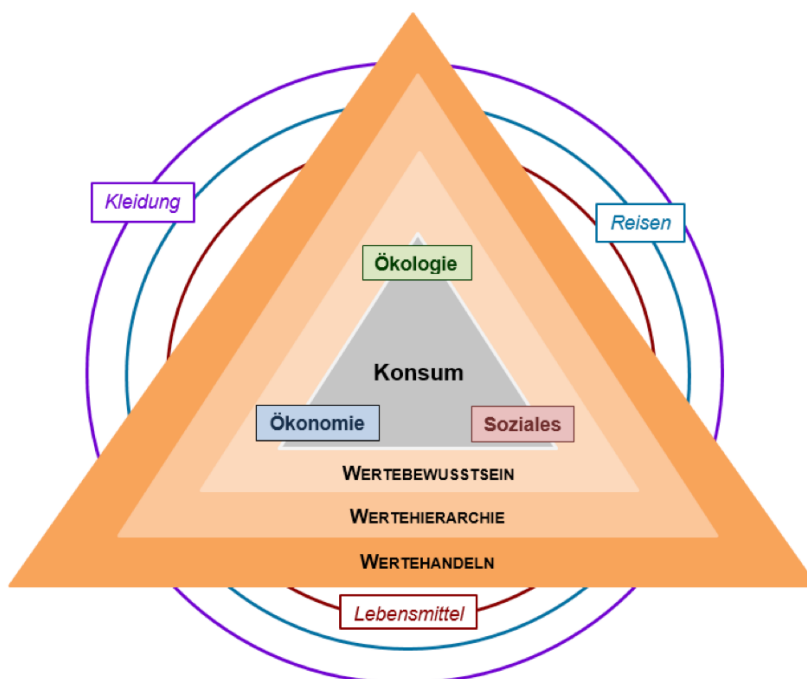 Kleidung
Reisen
Ökologie
Konsum
Ökonomie
Soziales
WERTEBEWUSSTSEIN
WERTEHIERARCHIE
WERTEHANDELN
Lebensmittel